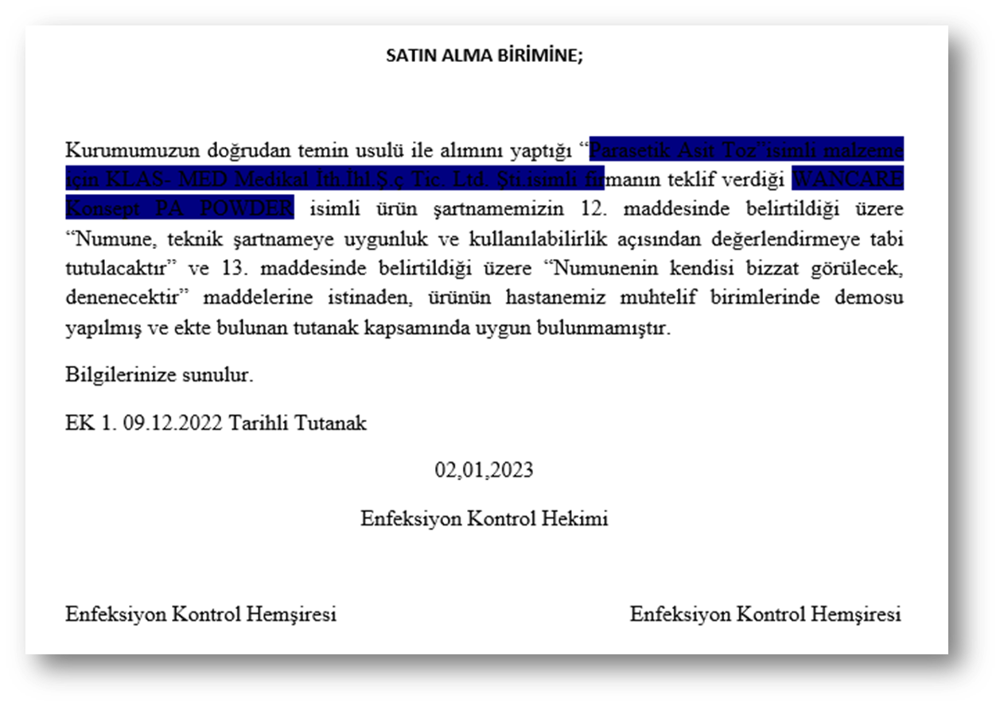 SATIN ALMA BİRİMİNE;
Kurumumuzun doğrudan temin usulü ile alımını yaptığı “Parasetik Asit Toz”isimli malzeme
için KLAS- MED Medikal İth.İhl.Ş.ç Tic. Ltd. Şti.isimli firmanın teklif verdiği WANCARE
Konsept PA POWDER isimli ürün şartnamemizin 12. maddesinde belirtildiği üzere
“Numune, teknik şartnameye uygunluk ve kullanılabilirlik açısından değerlendirmeye tabi
tutulacaktır” ve 13. maddesinde belirtildiği üzere “Numunenin kendisi bizzat görülecek,
denenecektir” maddelerine istinaden, ürünün hastanemiz muhtelif birimlerinde demosu
yapılmış ve ekte bulunan tutanak kapsamında uygun bulunmamıştır.
Bilgilerinize sunulur.
EK 1. 09.12.2022 Tarihli Tutanak
02,01,2023
Enfeksiyon Kontrol Hekimi
Enfeksiyon Kontrol Hemşiresi Enfeksiyon Kontrol Hemşiresi